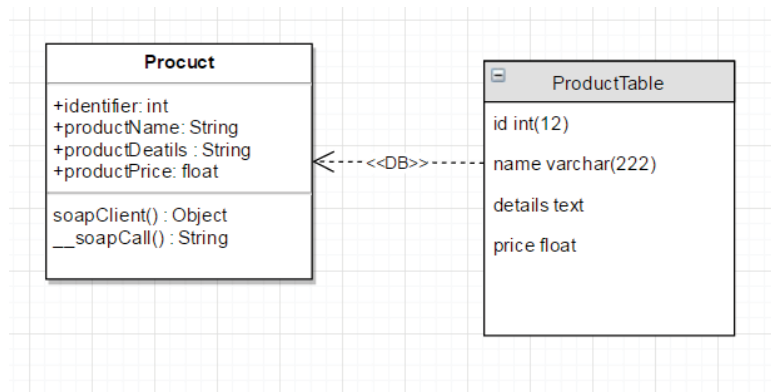 Procuct
+identifier: int
+productName: String
+productDeatils : String
+productPrice: float
soapClient() : Object
__soapCall() : String
<<DB>>
ProductTable
id int(12)
name varchar(222)
details text
price float